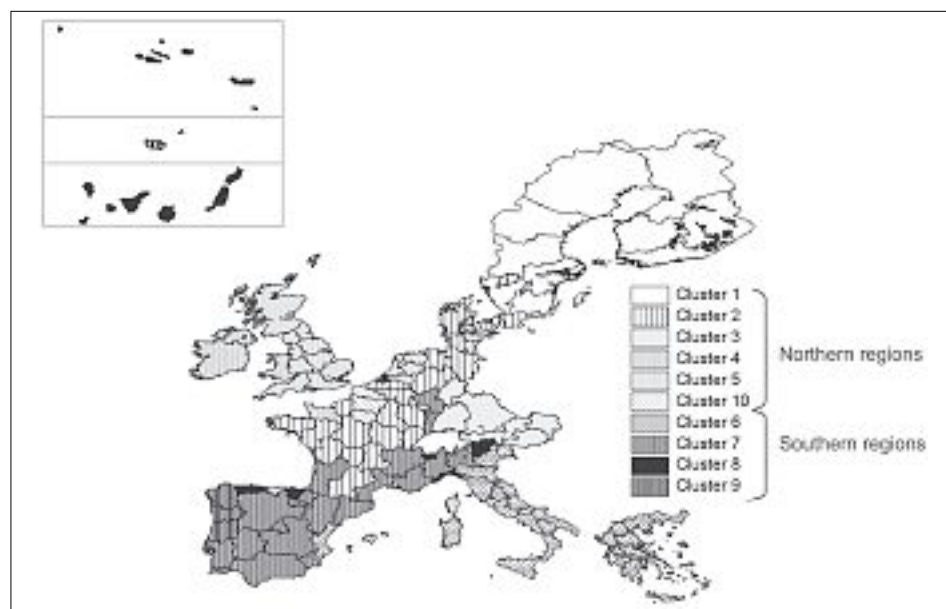 Cluster 1
Cluster 2
Cluster 3
Cluster 4
Cluster 5
Cluster 10
Northern regions
Cluster 6
Cluster 7
Cluster 8
Cluster 9
Southern regions